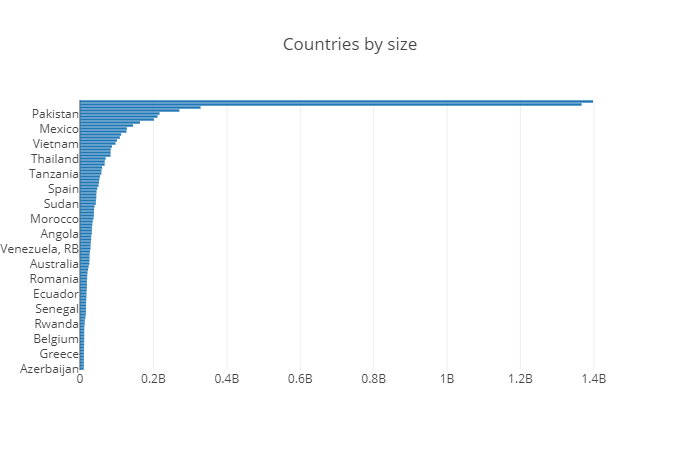 Countries by size
Pakistan
Mexico
Vietnam
Thailand
Tanzania
Spain
Sudan
Morocco
Angola
Venezuela, RB
Australia
Romania
Ecuador
Senegal
Rwanda
Belgium
Greece
Azerbaijan
0 0.2B 0.4B 0.6B 0.8B 1B 1.2B 1.4B